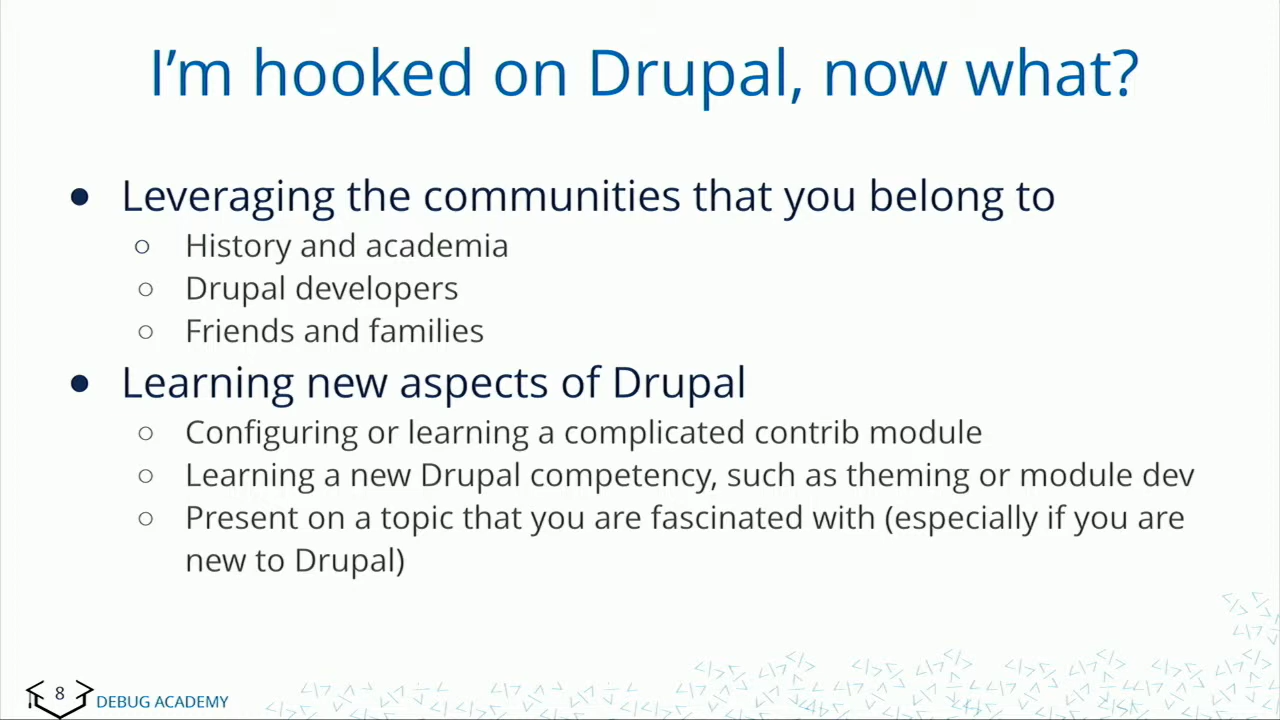 I'm hooked on Drupal, now what?
● Leveraging the communities that you belong to
○ History and academia
○ Drupal developers
○ Friends and families
● Learning new aspects of Drupal
○ Configuring or learning a complicated contrib module
○ Learning a new Drupal competency, such as theming or module dev
○ Present on a topic that you are fascinated with (especially if you are
new to Drupal)
8
DEBUG ACADEMY